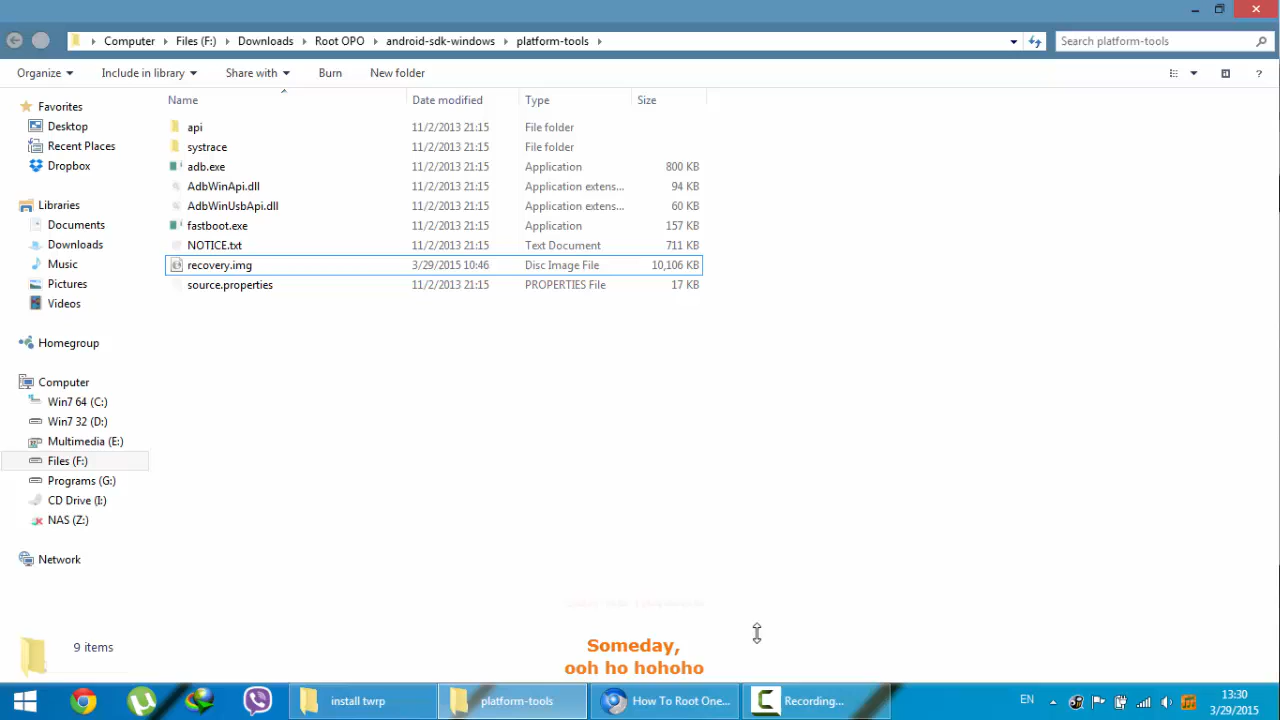 Computer Files (F:) Downloads Root OPO android-sdk-windows platform-tools Search platform-tools
Organize Include in library Share with Burn New folder
Name Date modified Type Size
Favorites
Desktop
Recent Places
Dropbox
Libraries
Documents
Downloads
Music
Pictures
Videos
Homegroup
Computer
Win7 64 (C:)
Win7 32 (D:)
Multimedia (E:)
Files (F:)
Programs (G:)
CD Drive (I:)
NAS (Z:)
Network
api 11/2/2013 21:15 File folder
systrace 11/2/2013 21:15 File folder
adb.exe 11/2/2013 21:15 Application 800 KB
AdbWinApi.dll 11/2/2013 21:15 Application extens... 94 KB
AdbWinUsbApi.dll 11/2/2013 21:15 Application extens... 60 KB
fastboot.exe 11/2/2013 21:15 Application 157 KB
NOTICE.txt 11/2/2013 21:15 Text Document 711 KB
recovery.img 3/29/2015 10:46 Disc Image File 10,106 KB
source.properties 11/2/2013 21:15 PROPERTIES File 17 KB
9 items
Someday,
ooh ho hohoho
install twrp platform-tools How To Root One... Recording... EN 13:30
3/29/2015